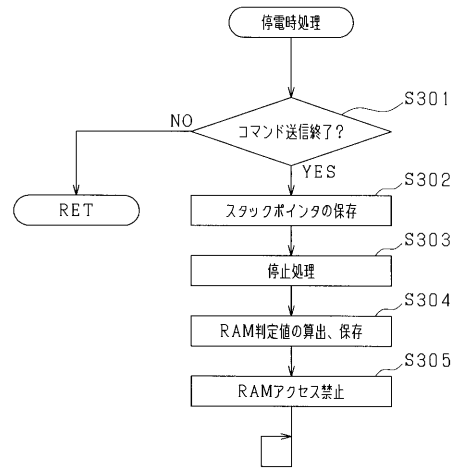 停電時処理
S301
コマンド送信終了?
NO
YES
RET
S302
スタックポインタの保存
S303
停止処理
S304
RAM判定値の算出、保存
S305
RAMアクセス禁止